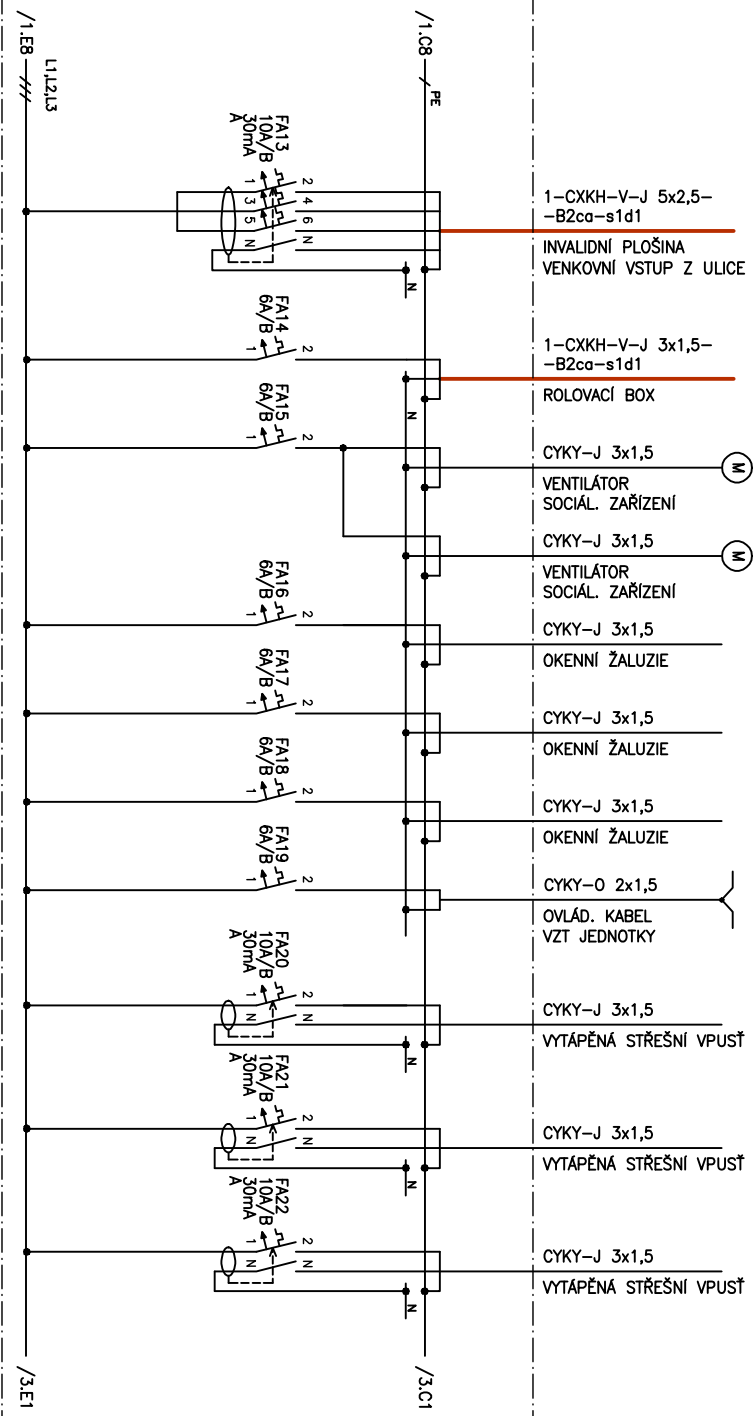 /1.E8
L1,L2,L3
/1.C8
PE
FA13
10A/B
30mA
A
1
2
3
4
5
6
N
N
N
1-CXKH-V-J 5x2,5-
-B2ca-s1d1
INVALIDNÍ PLOŠINA
VENKOVNÍ VSTUP Z ULICE
FA14
6A/B
1
2
N
1-CXKH-V-J 3x1,5-
-B2ca-s1d1
ROLOVACÍ BOX
FA15
6A/B
1
2
CYKY-J 3x1,5
M
VENTILÁTOR
SOCIÁL. ZAŘÍZENÍ
CYKY-J 3x1,5
M
VENTILÁTOR
SOCIÁL. ZAŘÍZENÍ
FA16
6A/B
1
2
CYKY-J 3x1,5
OKENNÍ ŽALUZIE
FA17
6A/B
1
2
CYKY-J 3x1,5
OKENNÍ ŽALUZIE
FA18
6A/B
1
2
CYKY-J 3x1,5
OKENNÍ ŽALUZIE
FA19
6A/B
1
2
CYKY-O 2x1,5
OVLÁD. KABEL
VZT JEDNOTKY
FA20
10A/B
30mA
A
1
2
N
N
N
CYKY-J 3x1,5
VYTÁPĚNÁ STŘEŠNÍ VPUSŤ
FA21
10A/B
30mA
A
1
2
N
N
N
CYKY-J 3x1,5
VYTÁPĚNÁ STŘEŠNÍ VPUSŤ
FA22
10A/B
30mA
A
1
2
N
N
N
CYKY-J 3x1,5
VYTÁPĚNÁ STŘEŠNÍ VPUSŤ
/3.E1
/3.C1